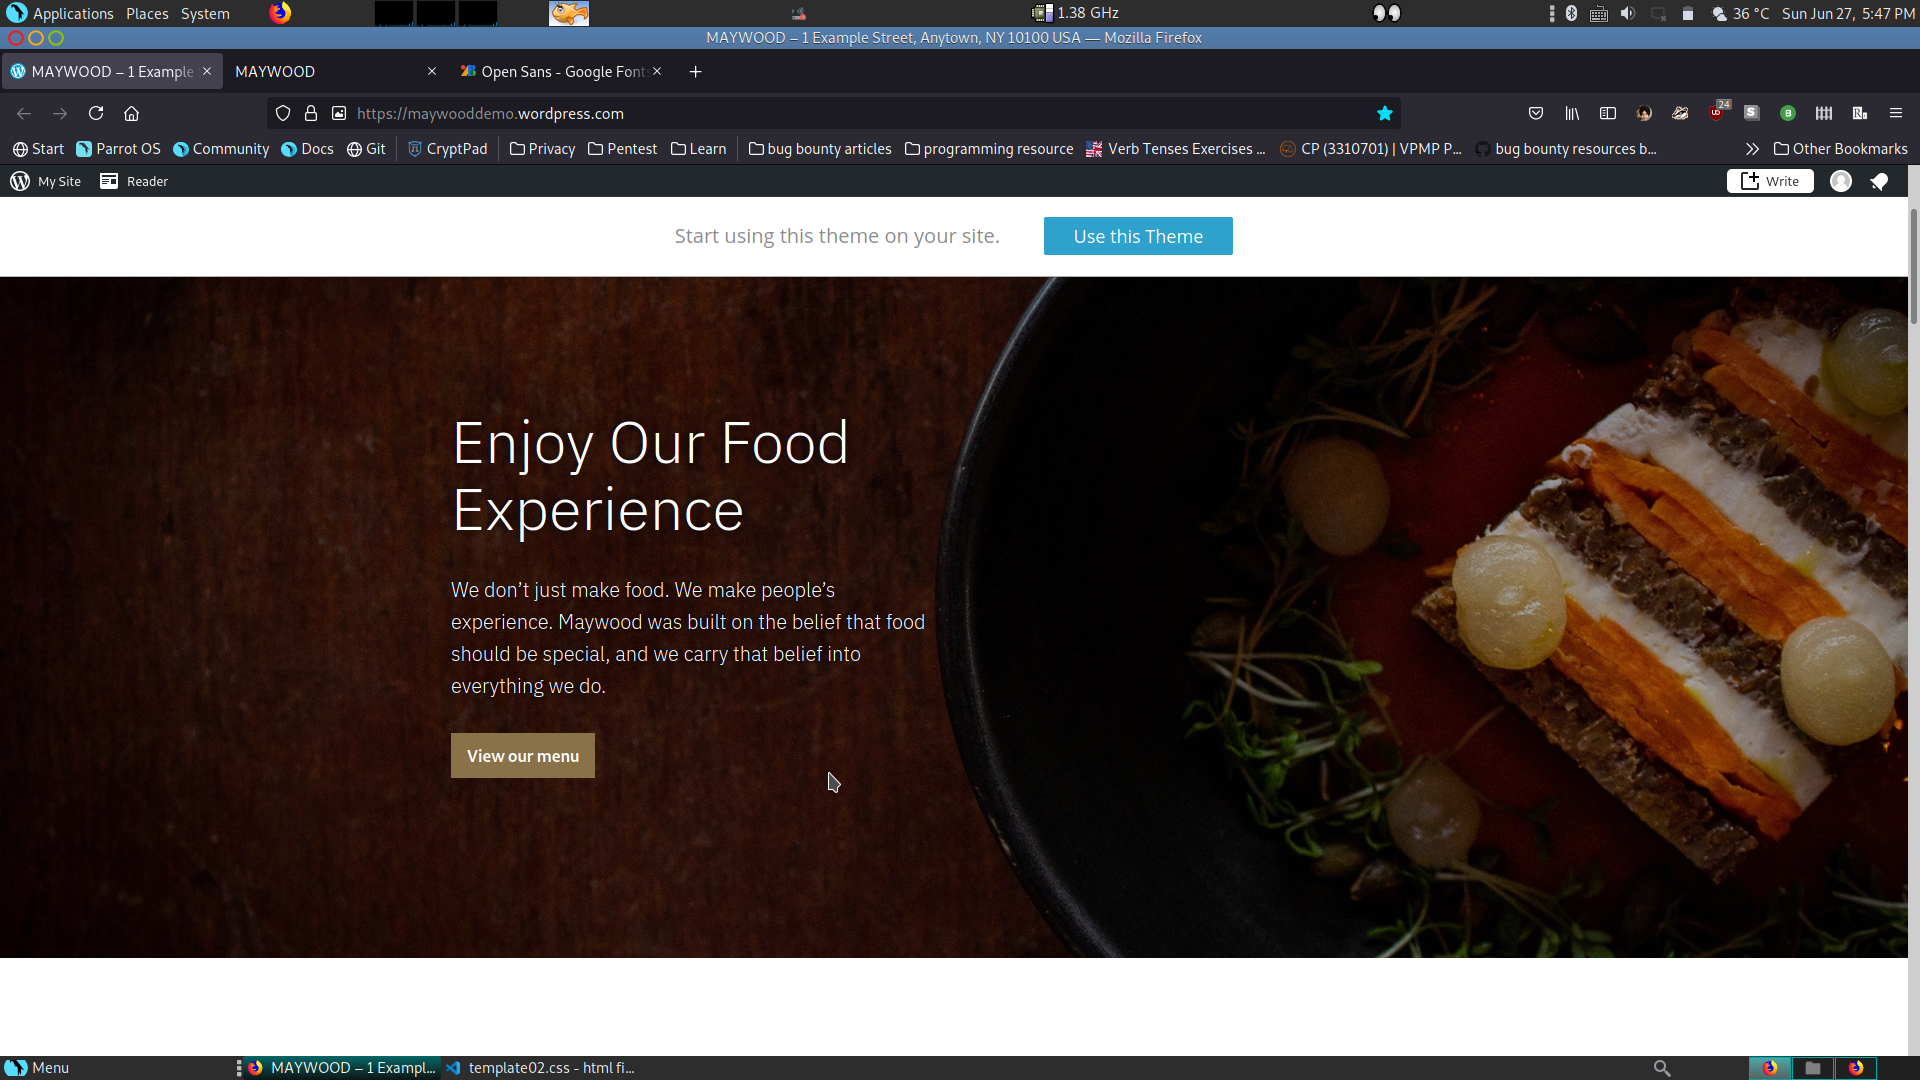 Applications Places System 1.38 GHz 36 °C Sun Jun 27, 5:47 PM
MAYWOOD – 1 Example Street, Anytown, NY 10100 USA — Mozilla Firefox
MAYWOOD – 1 Example MAYWOOD Open Sans - Google Font
https://maywooddemo.wordpress.com 24
Start Parrot OS Community Docs Git CryptPad Privacy Pentest Learn bug bounty articles programming resource Verb Tenses Exercises ... CP (3310701) | VPMP P... bug bounty resources b... Other Bookmarks
My Site Reader Write
Start using this theme on your site. Use this Theme
Enjoy Our Food
Experience
We don’t just make food. We make people’s
experience. Maywood was built on the belief that food
should be special, and we carry that belief into
everything we do.
View our menu
Menu MAYWOOD – 1 Exampl... template02.css - html fi...